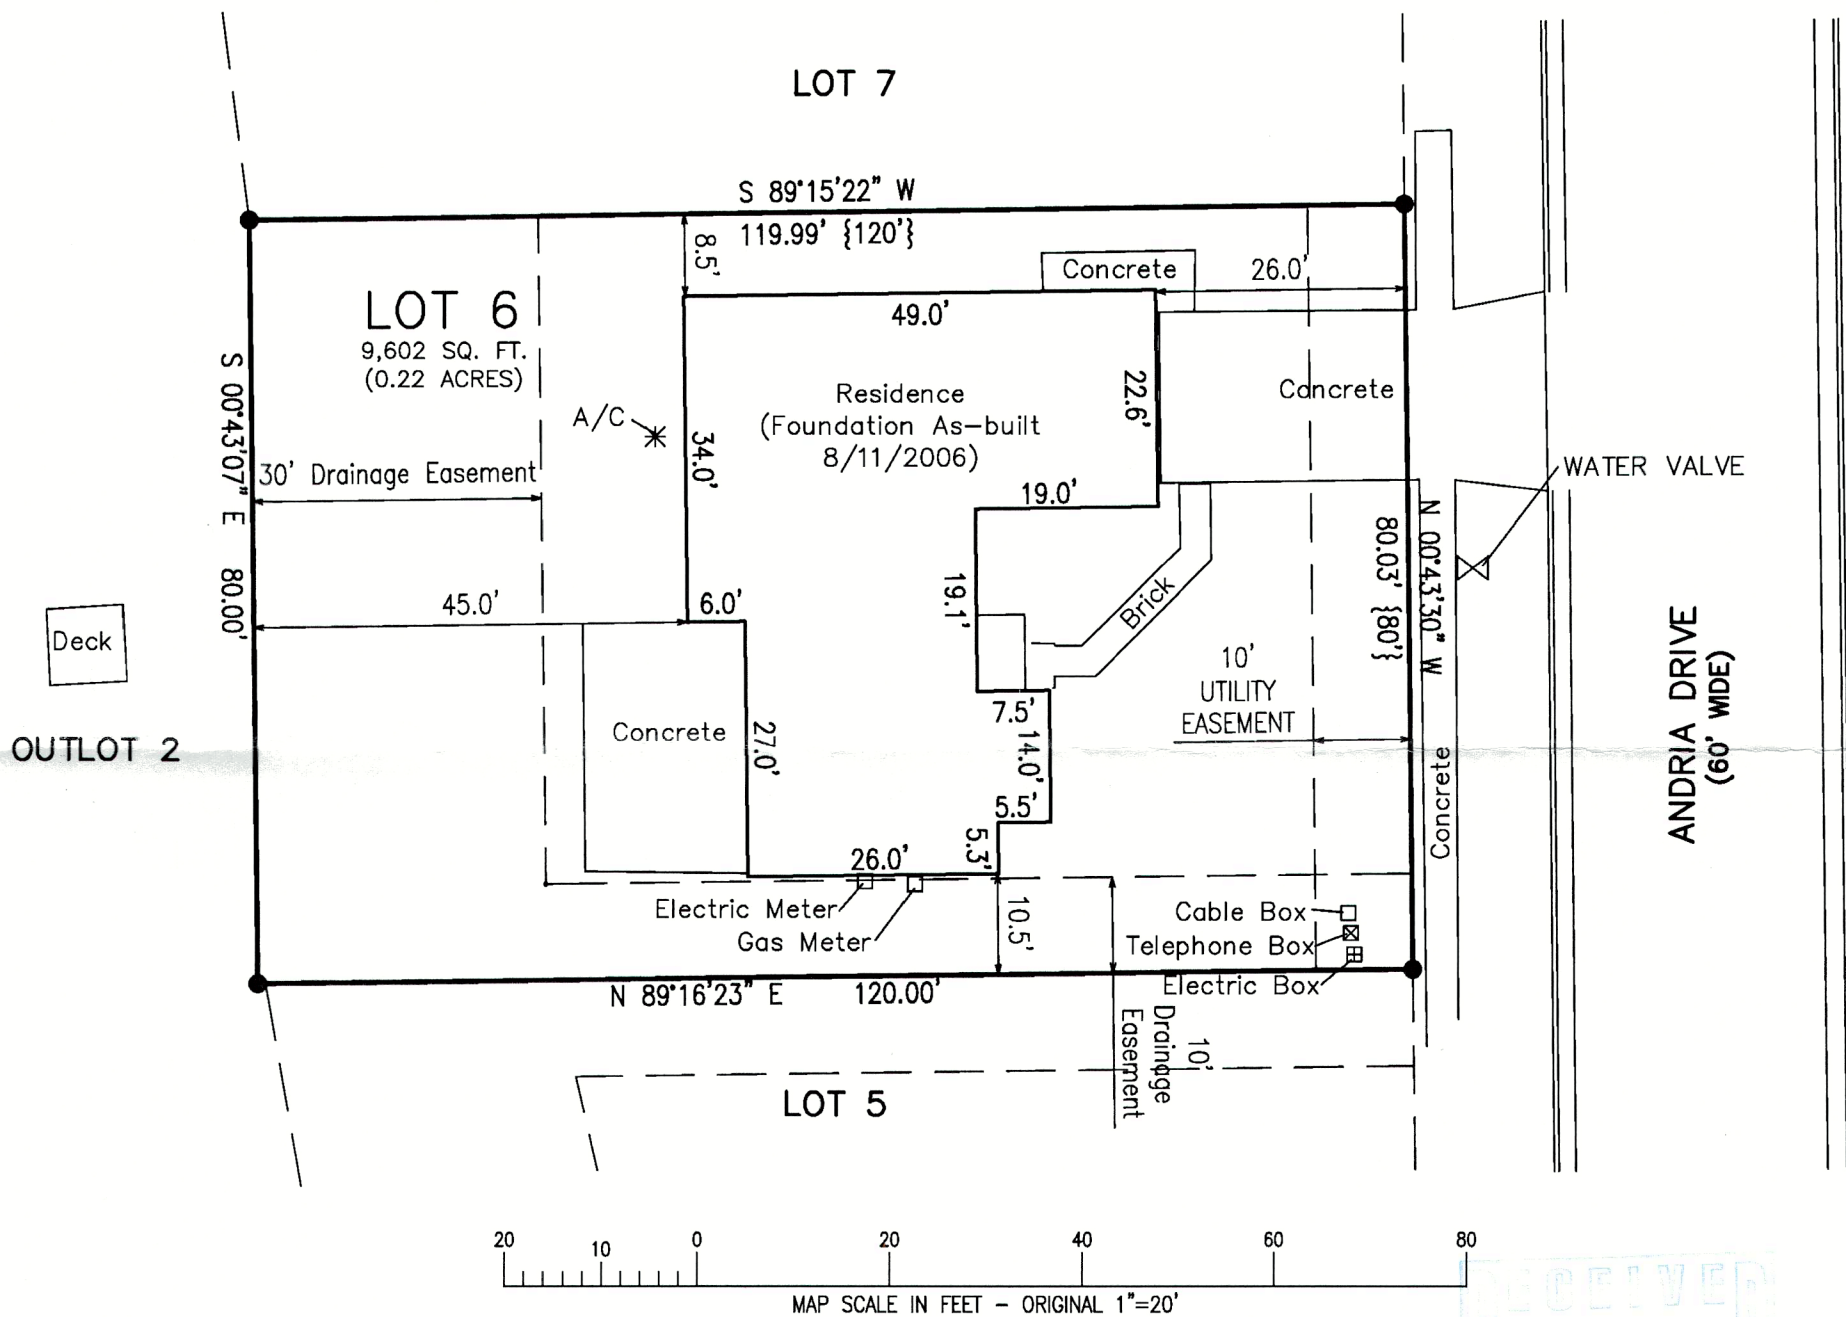 LOT 7
S 89°15'22" W
119.99' {120'}
8.5'
Concrete
26.0'
LOT 6
9,602 SQ. FT.
(0.22 ACRES)
49.0'
Residence
(Foundation As-built
8/11/2006)
22.6'
Concrete
A/C
34.0'
S 00°43'07" E 80.00'
30' Drainage Easement
19.0'
WATER VALVE
N 00°43'30" W
80.03' {80'}
45.0'
6.0'
19.1'
Brick
Deck
10'
UTILITY
EASEMENT
ANDRIA DRIVE
(60' WIDE)
OUTLOT 2
Concrete
27.0'
7.5'
14.0'
5.5'
5.3'
Concrete
26.0'
Electric Meter
Gas Meter
10.5'
Cable Box
Telephone Box
Electric Box
N 89°16'23" E 120.00'
10'
Drainage
Easement
LOT 5
20 10 0 20 40 60 80
MAP SCALE IN FEET - ORIGINAL 1"=20'
RECEIVED